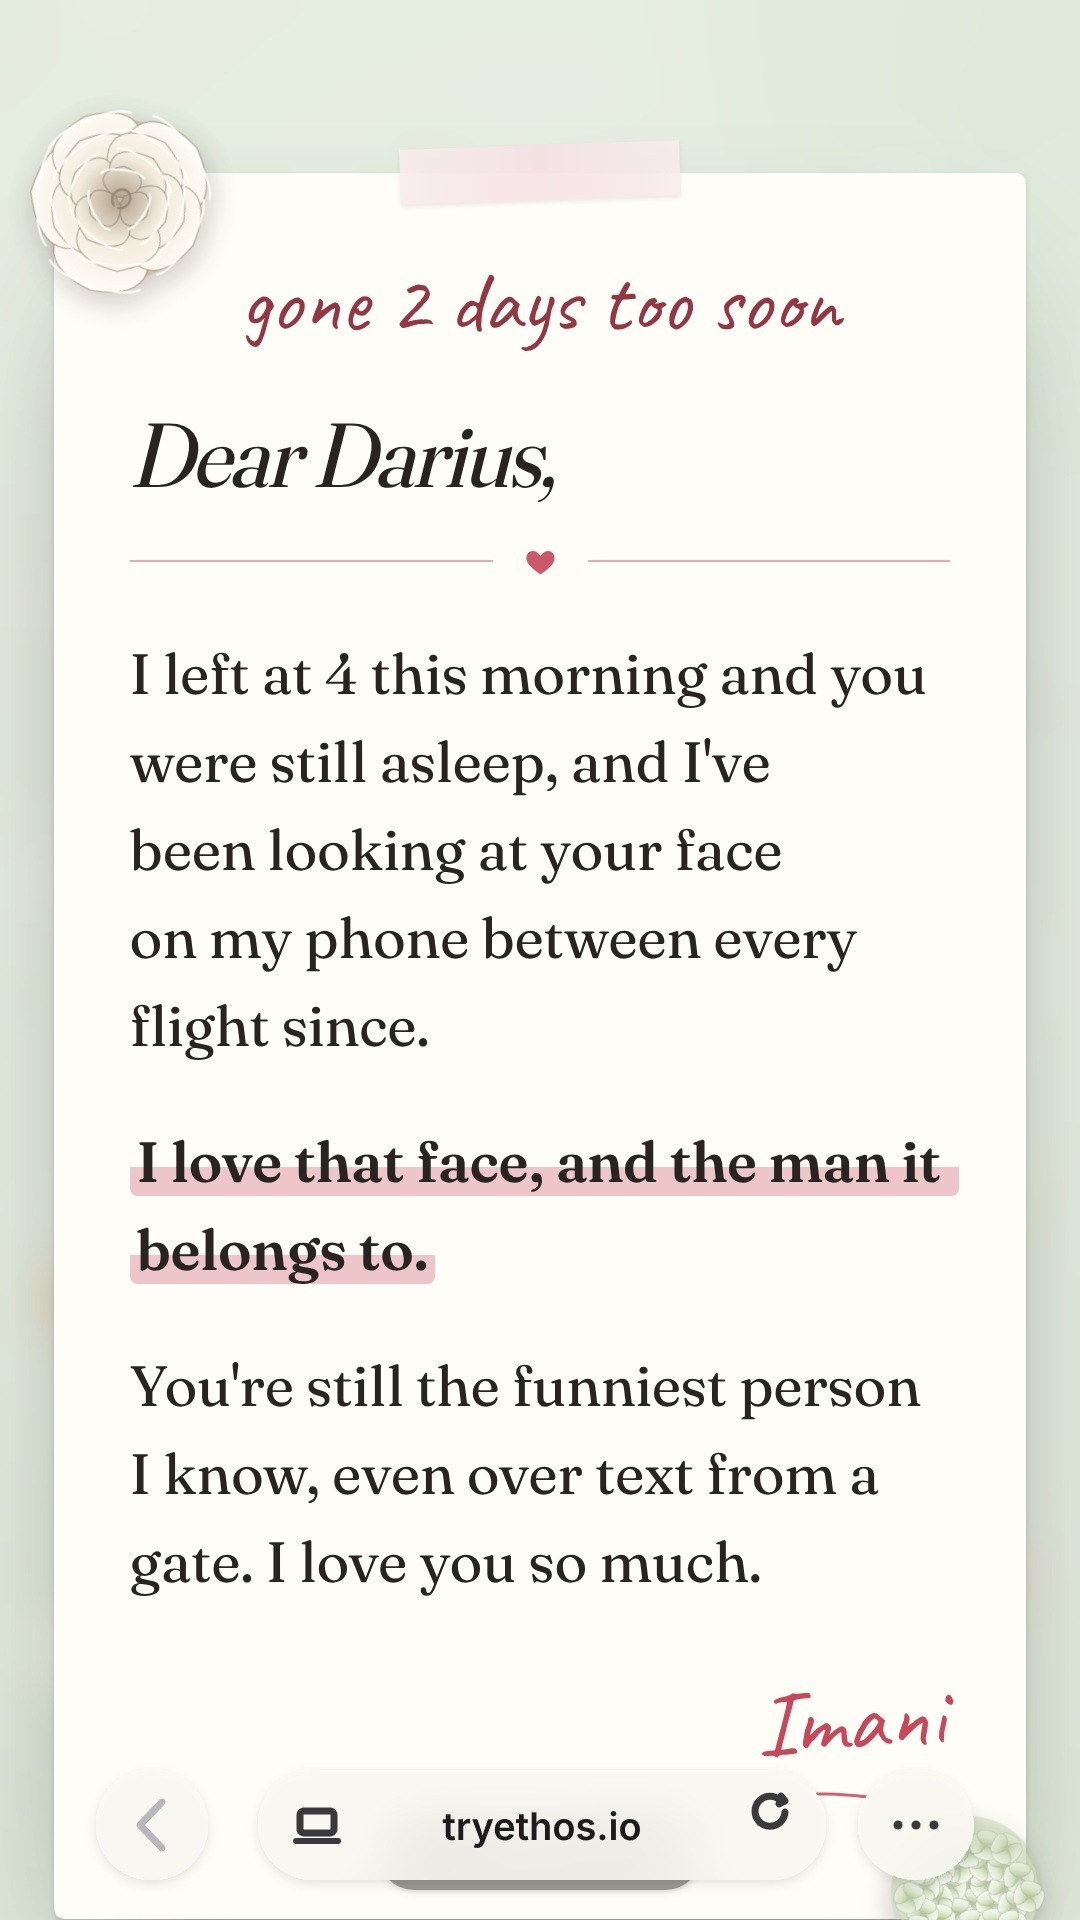 gone 2 days too soon
Dear Darius,
I left at 4 this morning and you
were still asleep, and I've
been looking at your face
on my phone between every
flight since.
I love that face, and the man it
belongs to.
You're still the funniest person
I know, even over text from a
gate. I love you so much.
Imani
tryethos.io